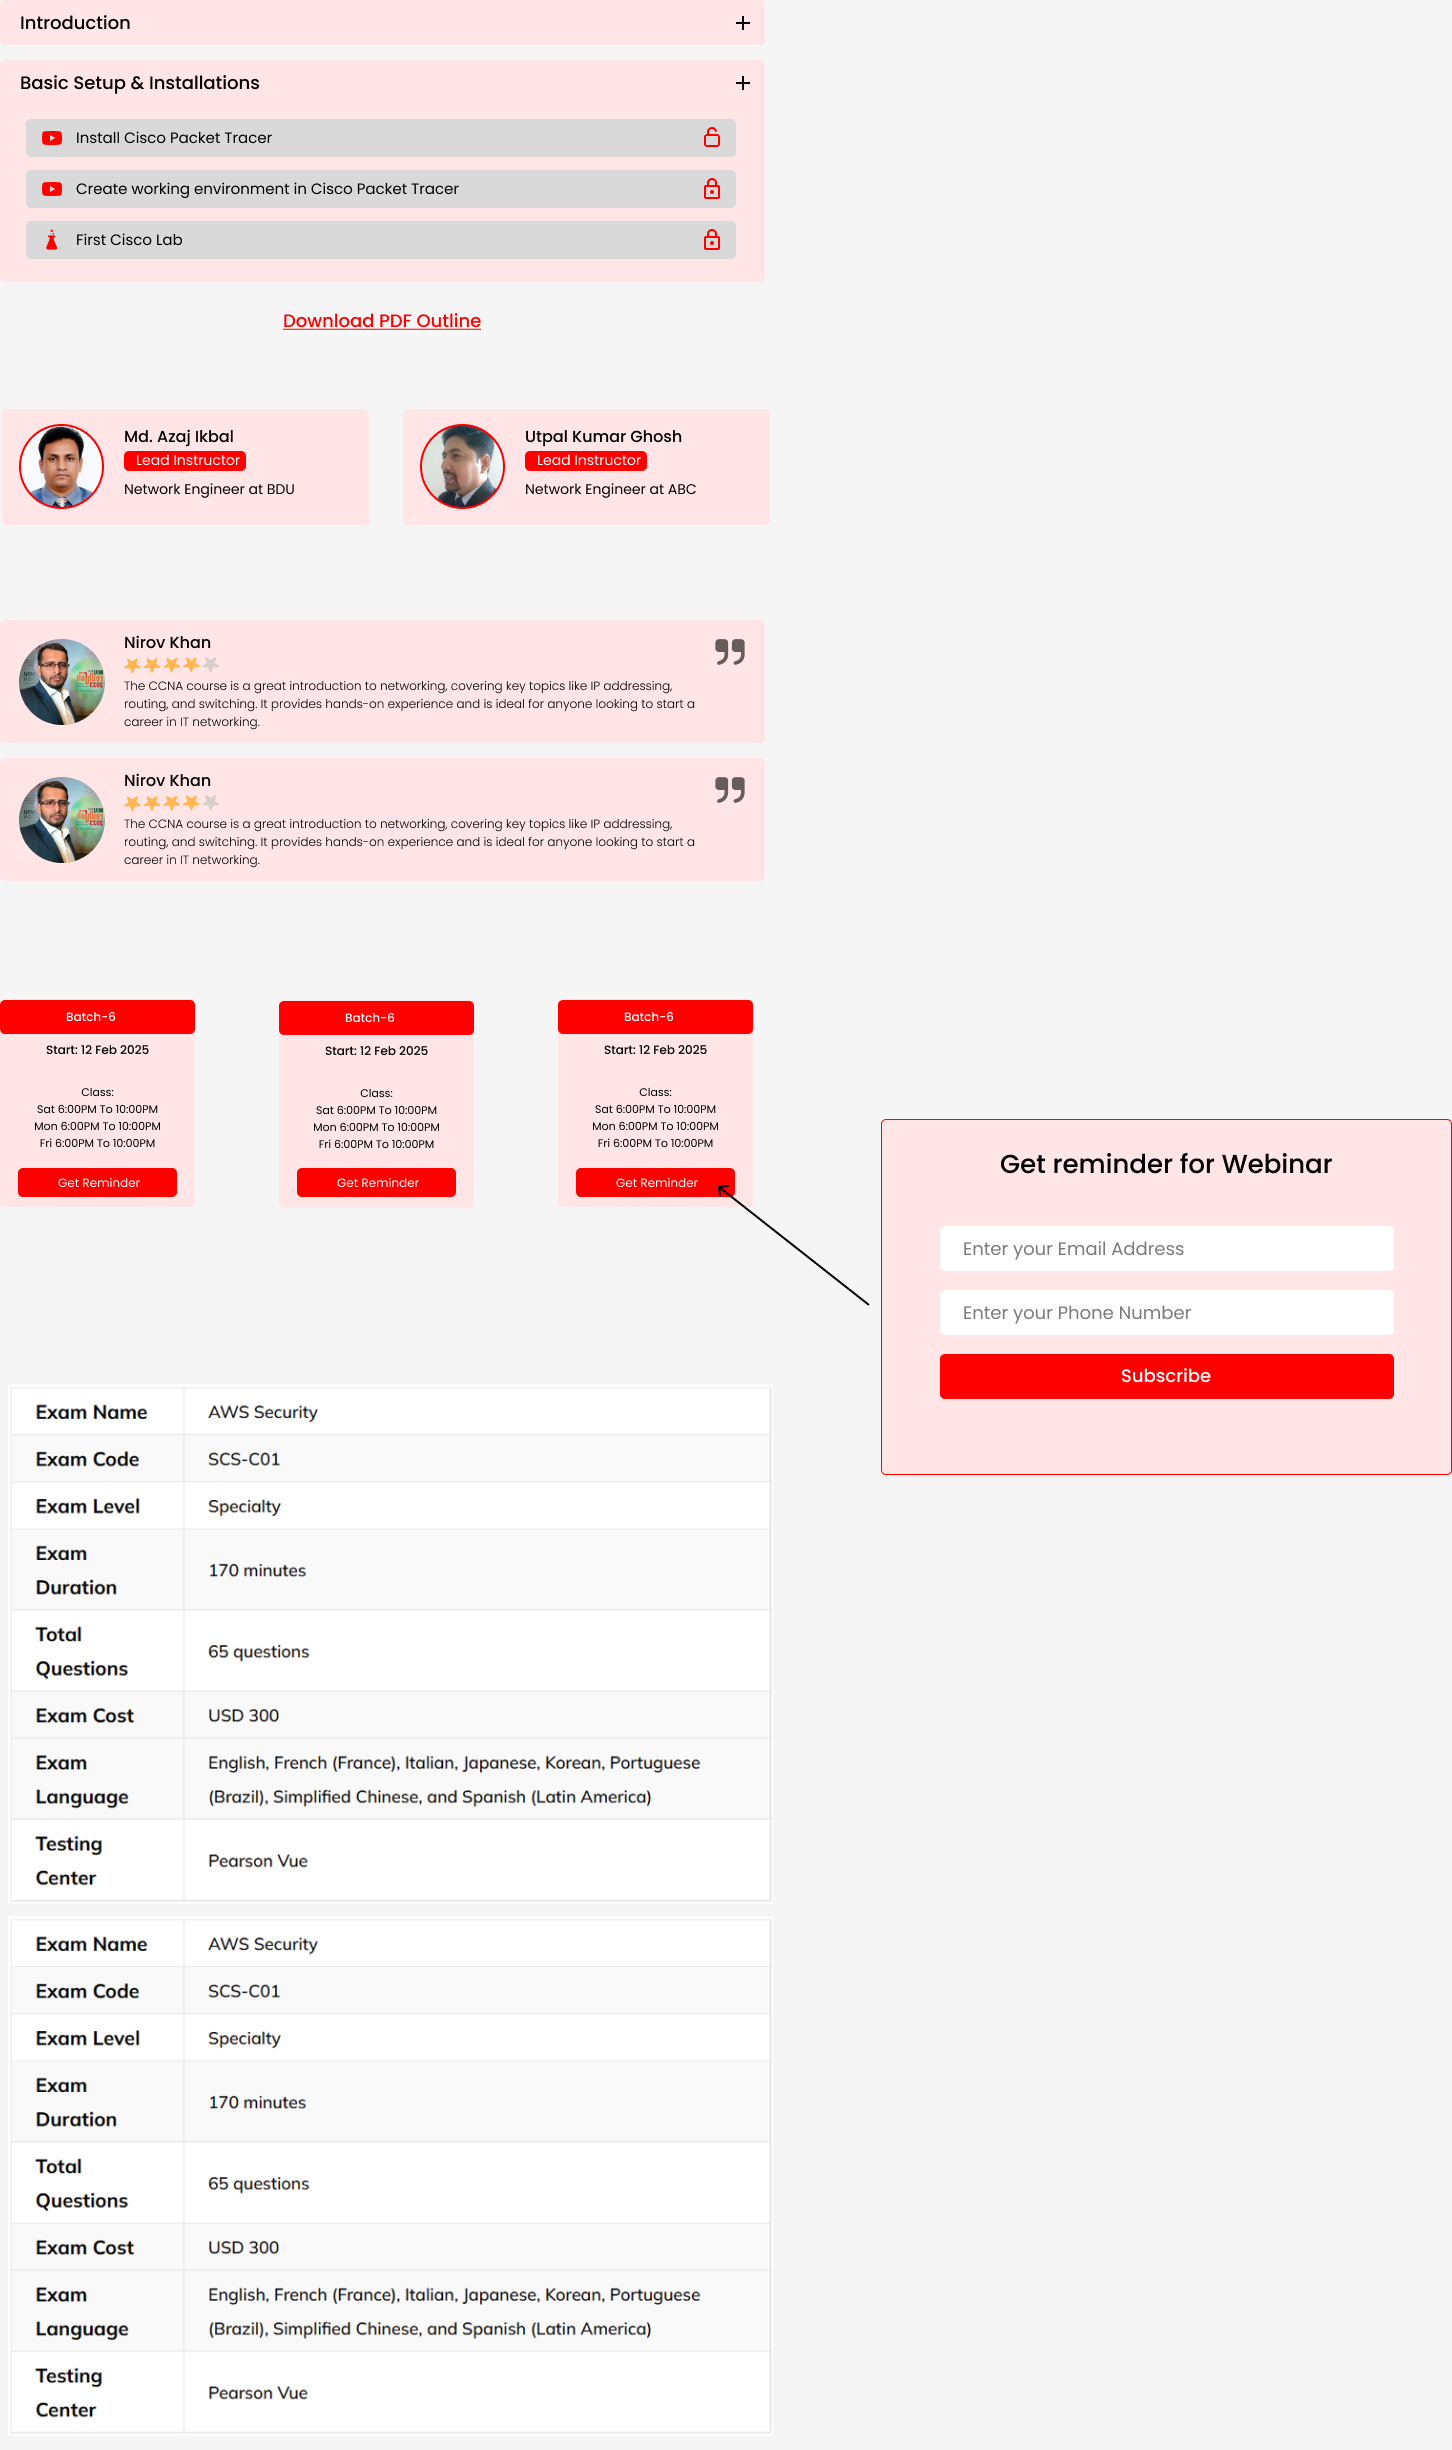 Introduction
Basic Setup & Installations
Install Cisco Packet Tracer
Create working environment in Cisco Packet Tracer
First Cisco Lab
Download PDF Outline
Md. Azaj Ikbal
Lead Instructor
Network Engineer at BDU
Utpal Kumar Ghosh
Lead Instructor
Network Engineer at ABC
Nirov Khan
The CCNA course is a great introduction to networking, covering key topics like IP addressing,
routing, and switching. It provides hands-on experience and is ideal for anyone looking to start a
career in IT networking.
Nirov Khan
The CCNA course is a great introduction to networking, covering key topics like IP addressing,
routing, and switching. It provides hands-on experience and is ideal for anyone looking to start a
career in IT networking.
Batch-6
Start: 12 Feb 2025
Class:
Sat 6:00PM To 10:00PM
Mon 6:00PM To 10:00PM
Fri 6:00PM To 10:00PM
Get Reminder
Batch-6
Start: 12 Feb 2025
Class:
Sat 6:00PM To 10:00PM
Mon 6:00PM To 10:00PM
Fri 6:00PM To 10:00PM
Get Reminder
Batch-6
Start: 12 Feb 2025
Class:
Sat 6:00PM To 10:00PM
Mon 6:00PM To 10:00PM
Fri 6:00PM To 10:00PM
Get Reminder
Get reminder for Webinar
Enter your Email Address
Enter your Phone Number
Subscribe
Exam Name
AWS Security
Exam Code
SCS-C01
Exam Level
Specialty
Exam
Duration
170 minutes
Total
Questions
65 questions
Exam Cost
USD 300
Exam
Language
English, French (France), Italian, Japanese, Korean, Portuguese
(Brazil), Simplified Chinese, and Spanish (Latin America)
Testing
Center
Pearson Vue
Exam Name
AWS Security
Exam Code
SCS-C01
Exam Level
Specialty
Exam
Duration
170 minutes
Total
Questions
65 questions
Exam Cost
USD 300
Exam
Language
English, French (France), Italian, Japanese, Korean, Portuguese
(Brazil), Simplified Chinese, and Spanish (Latin America)
Testing
Center
Pearson Vue